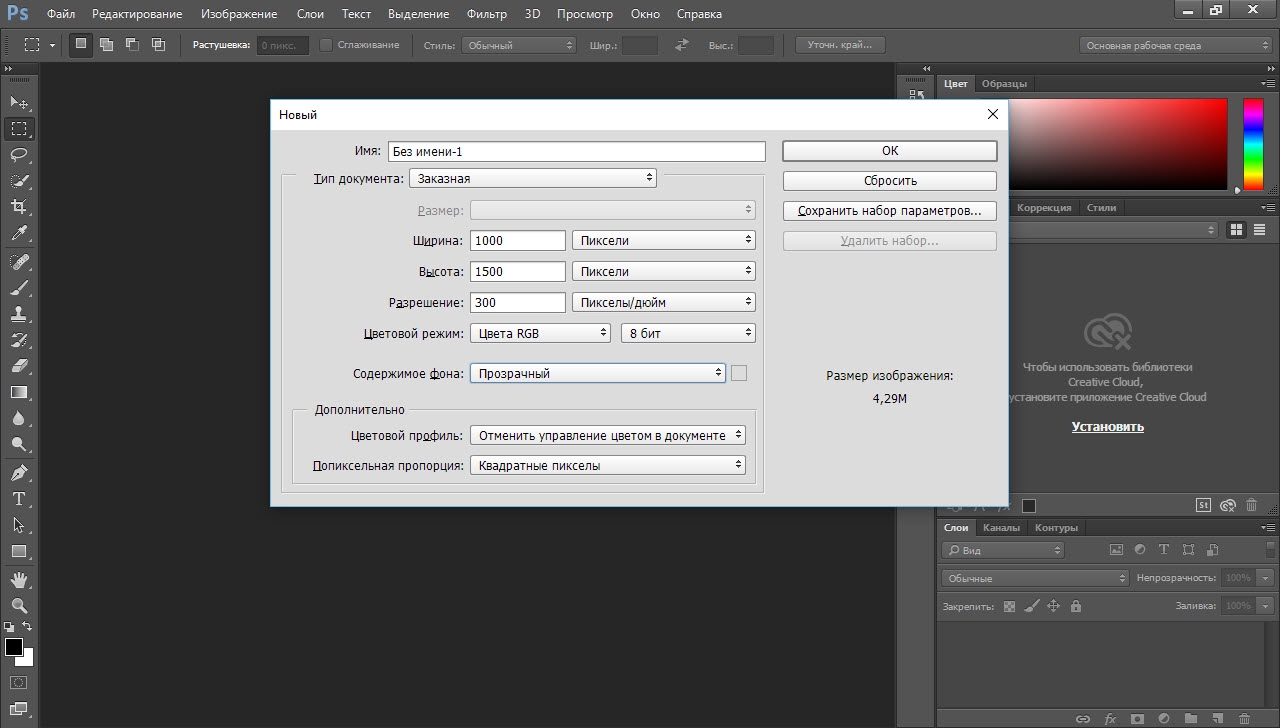 Ps Файл Редактирование Изображение Слои Текст Выделение Фильтр 3D Просмотр Окно Справка
Растушевка: 0 пикс. Сглаживание Стиль: Обычный Шир.: Выс.: Уточн. край... Основная рабочая среда
Цвет Образцы
Новый
Имя: Без имени-1 OK
Тип документа: Заказная Сбросить
Размер: Сохранить набор параметров... Коррекция Стили
Ширина: 1000 Пиксели Удалить набор...
Высота: 1500 Пиксели
Разрешение: 300 Пикселы/дюйм
Цветовой режим: Цвета RGB 8 бит
Содержимое фона: Прозрачный Размер изображения:
4,29M
Чтобы использовать библиотеки
Creative Cloud,
установите приложение Creative Cloud
Установить
Дополнительно
Цветовой профиль: Отменить управление цветом в документе
Допиксельная пропорция: Квадратные пикселы
St
Слои Каналы Контуры
Вид
Обычные Непрозрачность: 100%
Закрепить: Заливка: 100%
fx